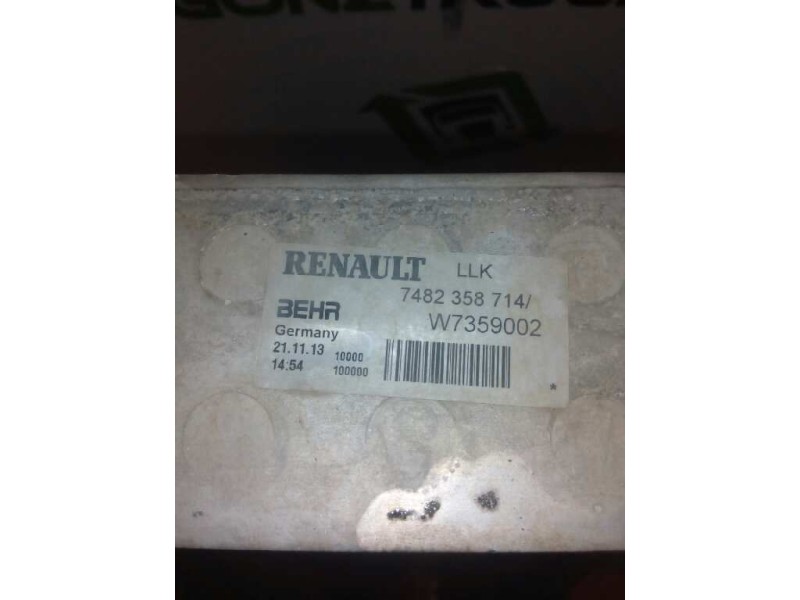 RENAULT LLK
7482 358 714/
BEHR W7359002
Germany
21.11.13 10000
14:54 100000
*